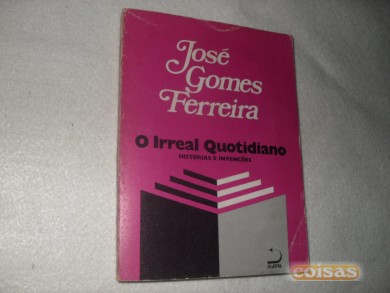 José
Gomes
Ferreira
O Irreal Quotidiano
HISTÓRIAS E INVENÇÕES
coisas